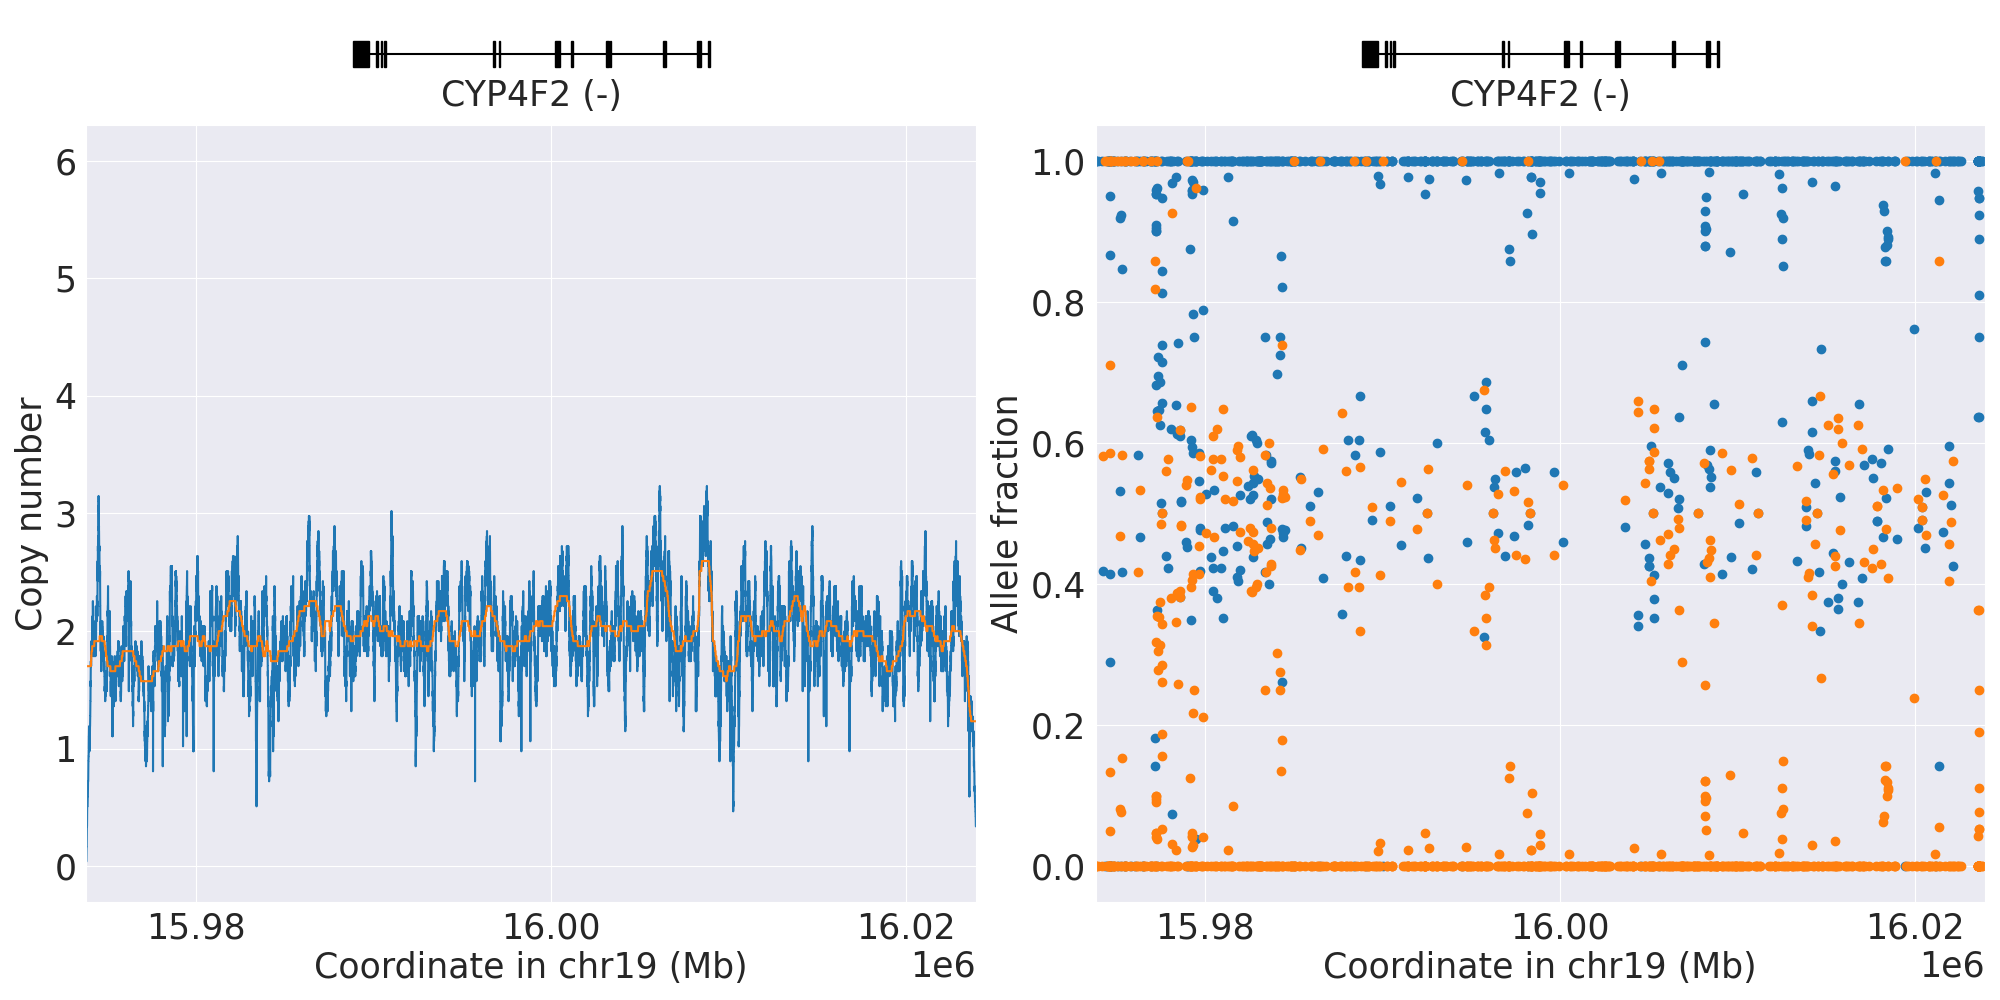 CYP4F2 (-)
Copy number
6
5
4
3
2
1
0
15.98
16.00
16.02
Coordinate in chr19 (Mb)
1e6
CYP4F2 (-)
Allele fraction
1.0
0.8
0.6
0.4
0.2
0.0
15.98
16.00
16.02
Coordinate in chr19 (Mb)
1e6